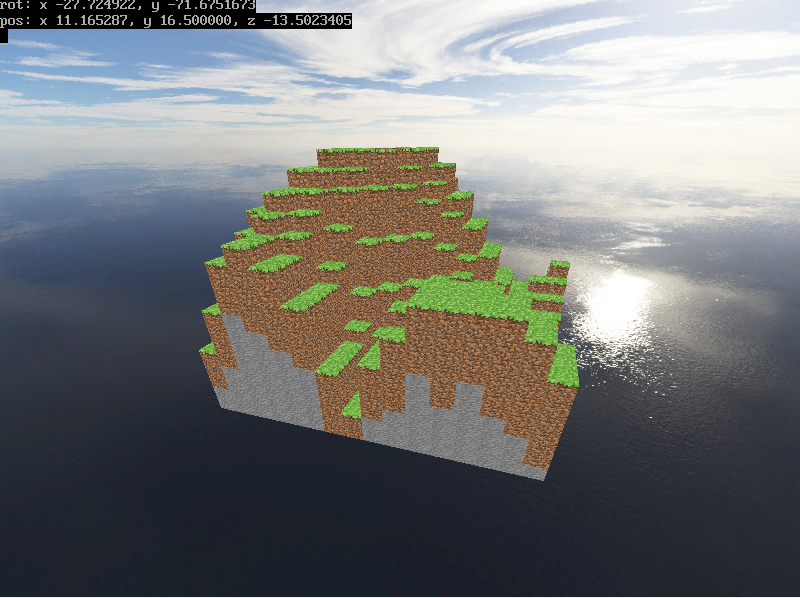 rot: x -27.724922, y -71.6751673
pos: x 11.165287, y 16.500000, z -13.5023405